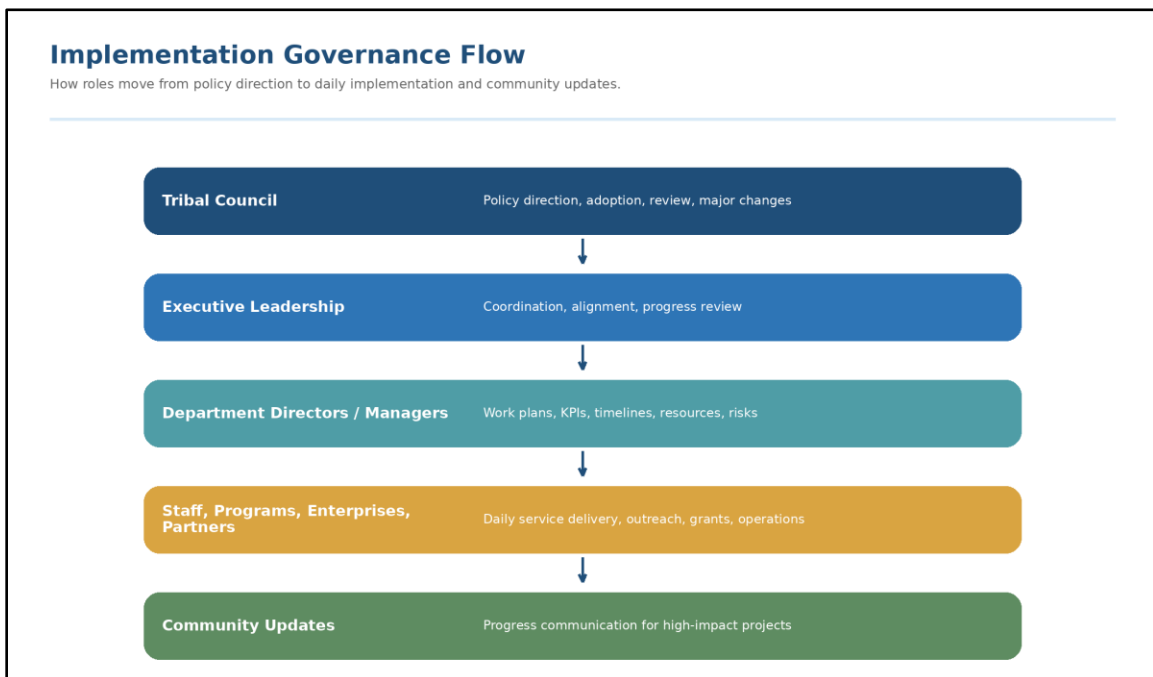 Implementation Governance Flow
How roles move from policy direction to daily implementation and community updates.
Tribal Council
Policy direction, adoption, review, major changes
Executive Leadership
Coordination, alignment, progress review
Department Directors / Managers
Work plans, KPIs, timelines, resources, risks
Staff, Programs, Enterprises,
Partners
Daily service delivery, outreach, grants, operations
Community Updates
Progress communication for high-impact projects